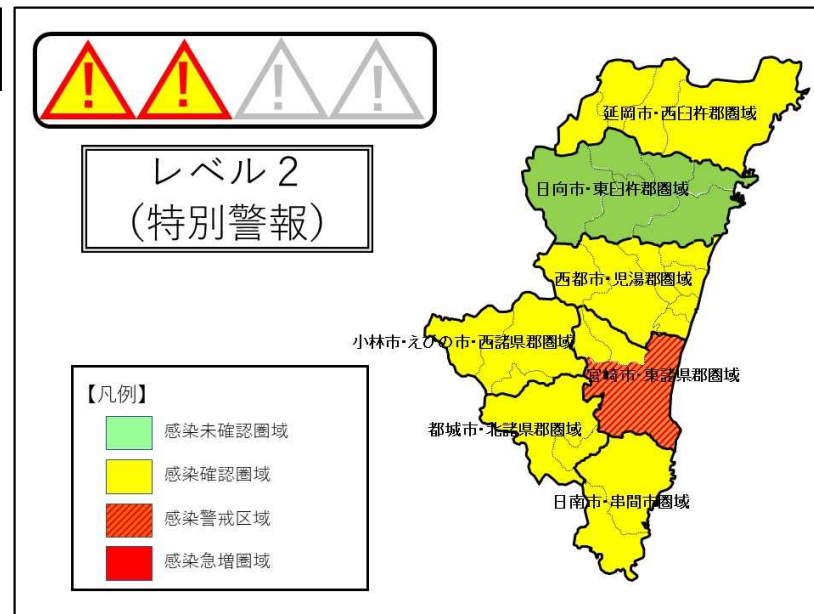 レベル２
（特別警報）
延岡市・西臼杵郡圏域
日向市・東臼杵郡圏域
西都市・児湯郡圏域
小林市・えびの市・西諸県郡圏域
宮崎市・東諸県郡圏域
都城市・北諸県郡圏域
日南市・串間市圏域
【凡例】
感染未確認圏域
感染確認圏域
感染警戒区域
感染急増圏域